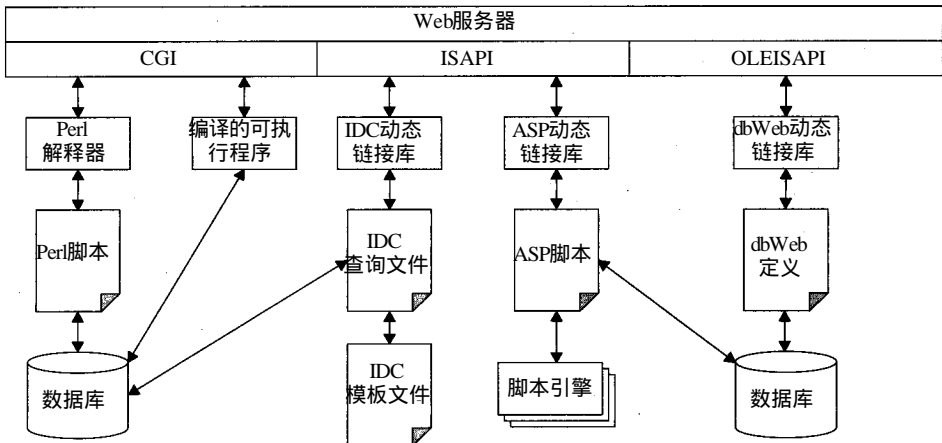 Web服务器
CGI
ISAPI
OLEISAPI
Perl
解释器
编译的可执
行程序
IDC动态
链接库
ASP动态
链接库
dbWeb动态
链接库
Perl脚本
IDC
查询文件
ASP脚本
dbWeb
定义
数据库
IDC
模板文件
脚本引擎
数据库